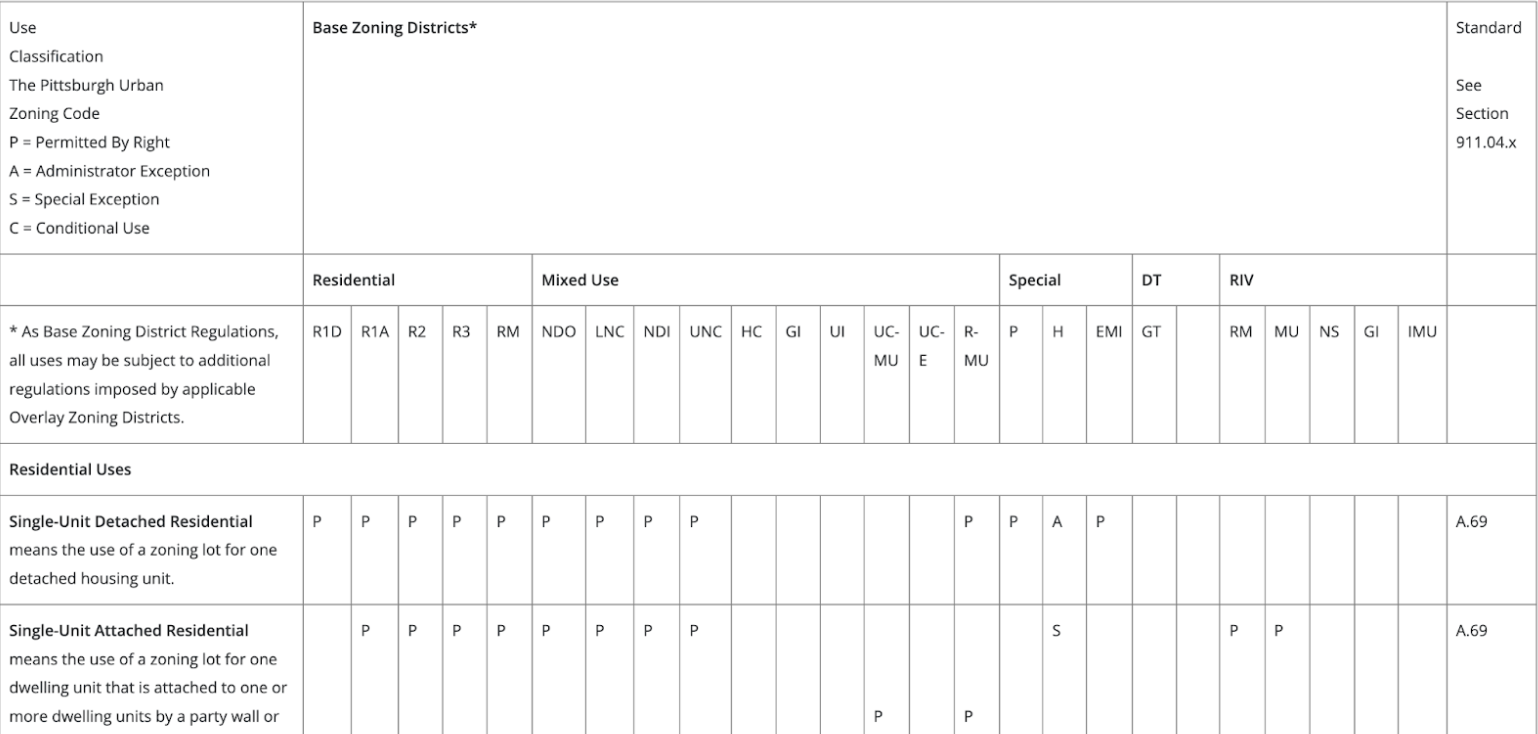 Use
Classification
The Pittsburgh Urban
Zoning Code
P = Permitted By Right
A = Administrator Exception
S = Special Exception
C = Conditional Use
Base Zoning Districts*
Standard
See
Section
911.04.x
Residential Mixed Use Special DT RIV
* As Base Zoning District Regulations,
all uses may be subject to additional
regulations imposed by applicable
Overlay Zoning Districts.
R1D R1A R2 R3 RM NDO LNC NDI UNC HC GI UI UC-MU UC-E R-MU P H EMI GT RM MU NS GI IMU
Residential Uses
Single-Unit Detached Residential
means the use of a zoning lot for one
detached housing unit.
P P P P P P P P P P P A P A.69
Single-Unit Attached Residential
means the use of a zoning lot for one
dwelling unit that is attached to one or
more dwelling units by a party wall or
P P P P P P P P S P P A.69
P P